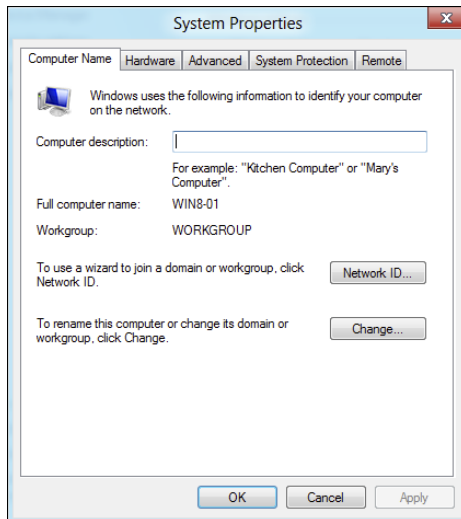 System Properties
x
Computer Name Hardware Advanced System Protection Remote
Windows uses the following information to identify your computer
on the network.
Computer description:
For example: "Kitchen Computer" or "Mary's
Computer".
Full computer name: WIN8-01
Workgroup: WORKGROUP
To use a wizard to join a domain or workgroup, click
Network ID.
Network ID...
To rename this computer or change its domain or
workgroup, click Change.
Change...
OK Cancel Apply